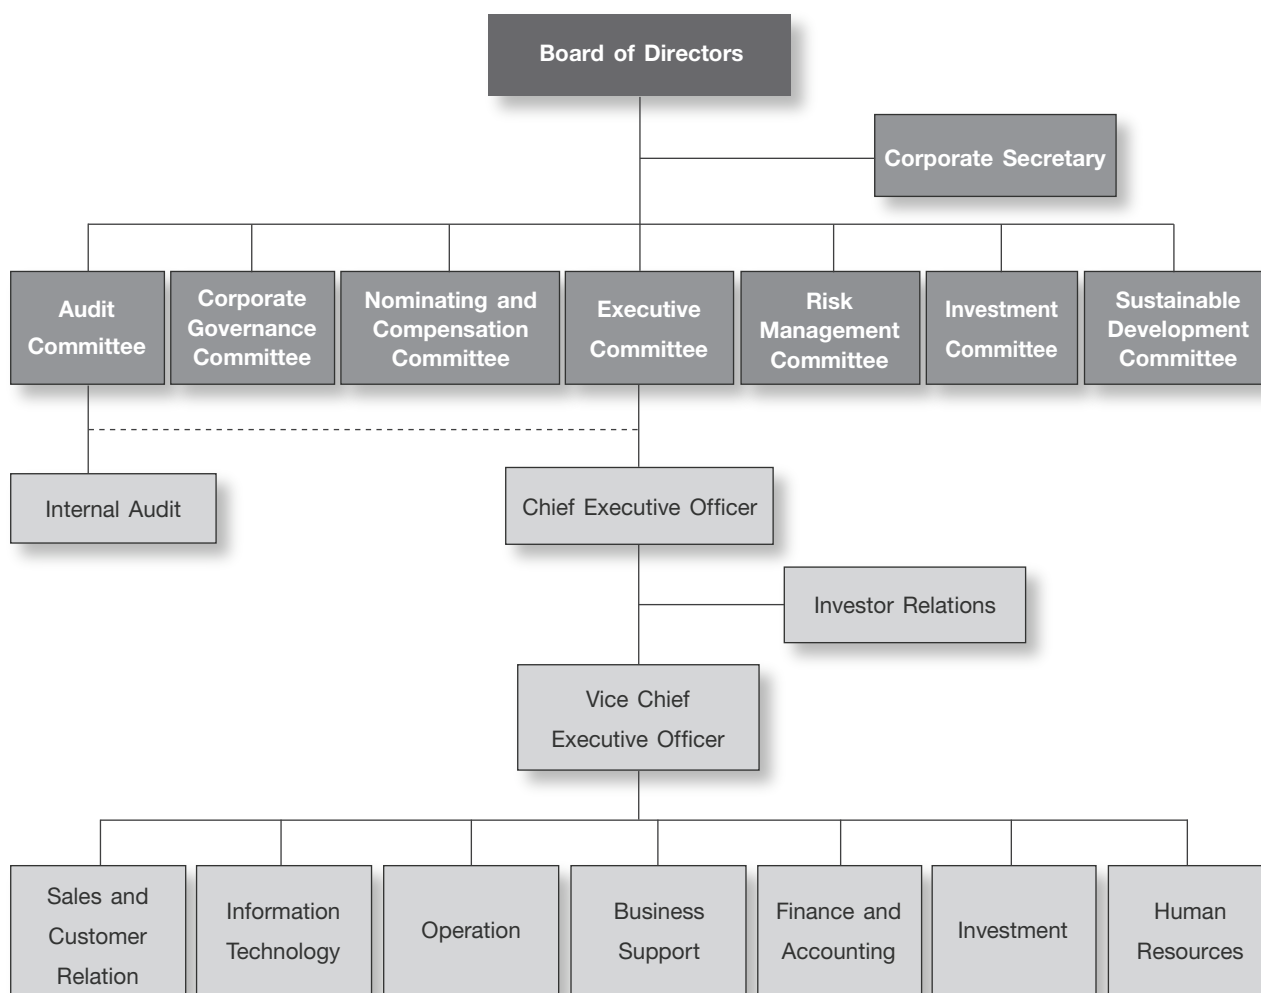 Board of Directors
Corporate Secretary
Audit
Committee
Corporate
Governance
Committee
Nominating and
Compensation
Committee
Executive
Committee
Risk
Management
Committee
Investment
Committee
Sustainable
Development
Committee
Internal Audit
Chief Executive Officer
Investor Relations
Vice Chief
Executive Officer
Sales and
Customer
Relation
Information
Technology
Operation
Business
Support
Finance and
Accounting
Investment
Human
Resources